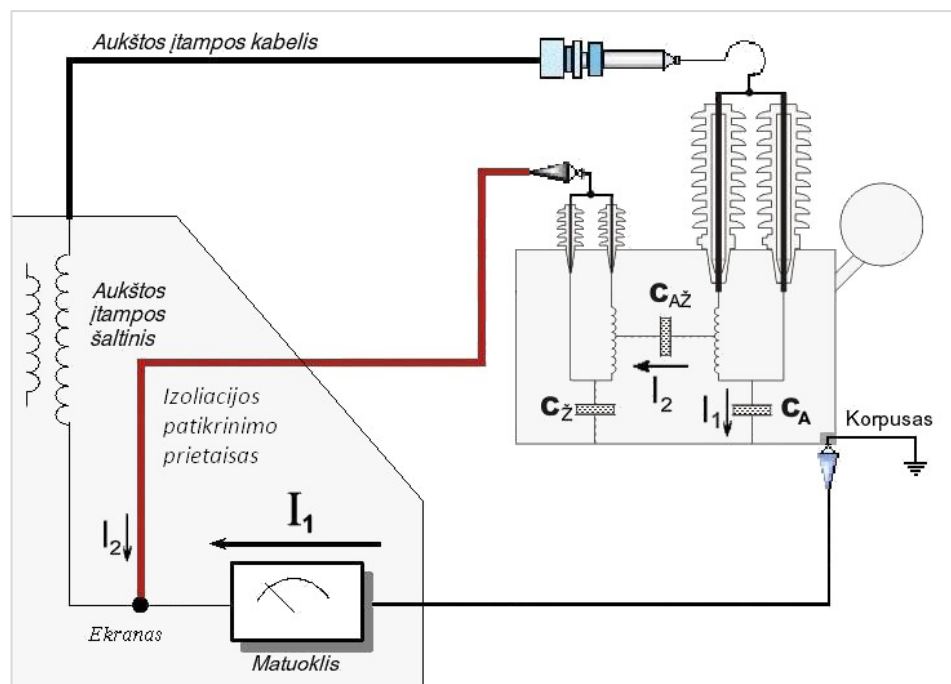 Aukštos įtampos kabelis
Aukštos
įtampos
šaltinis
Izoliacijos
patikrinimo
prietaisas
CAŽ
I2
CŽ
I1
CA
Korpusas
I2
I1
Ekranas
Matuoklis